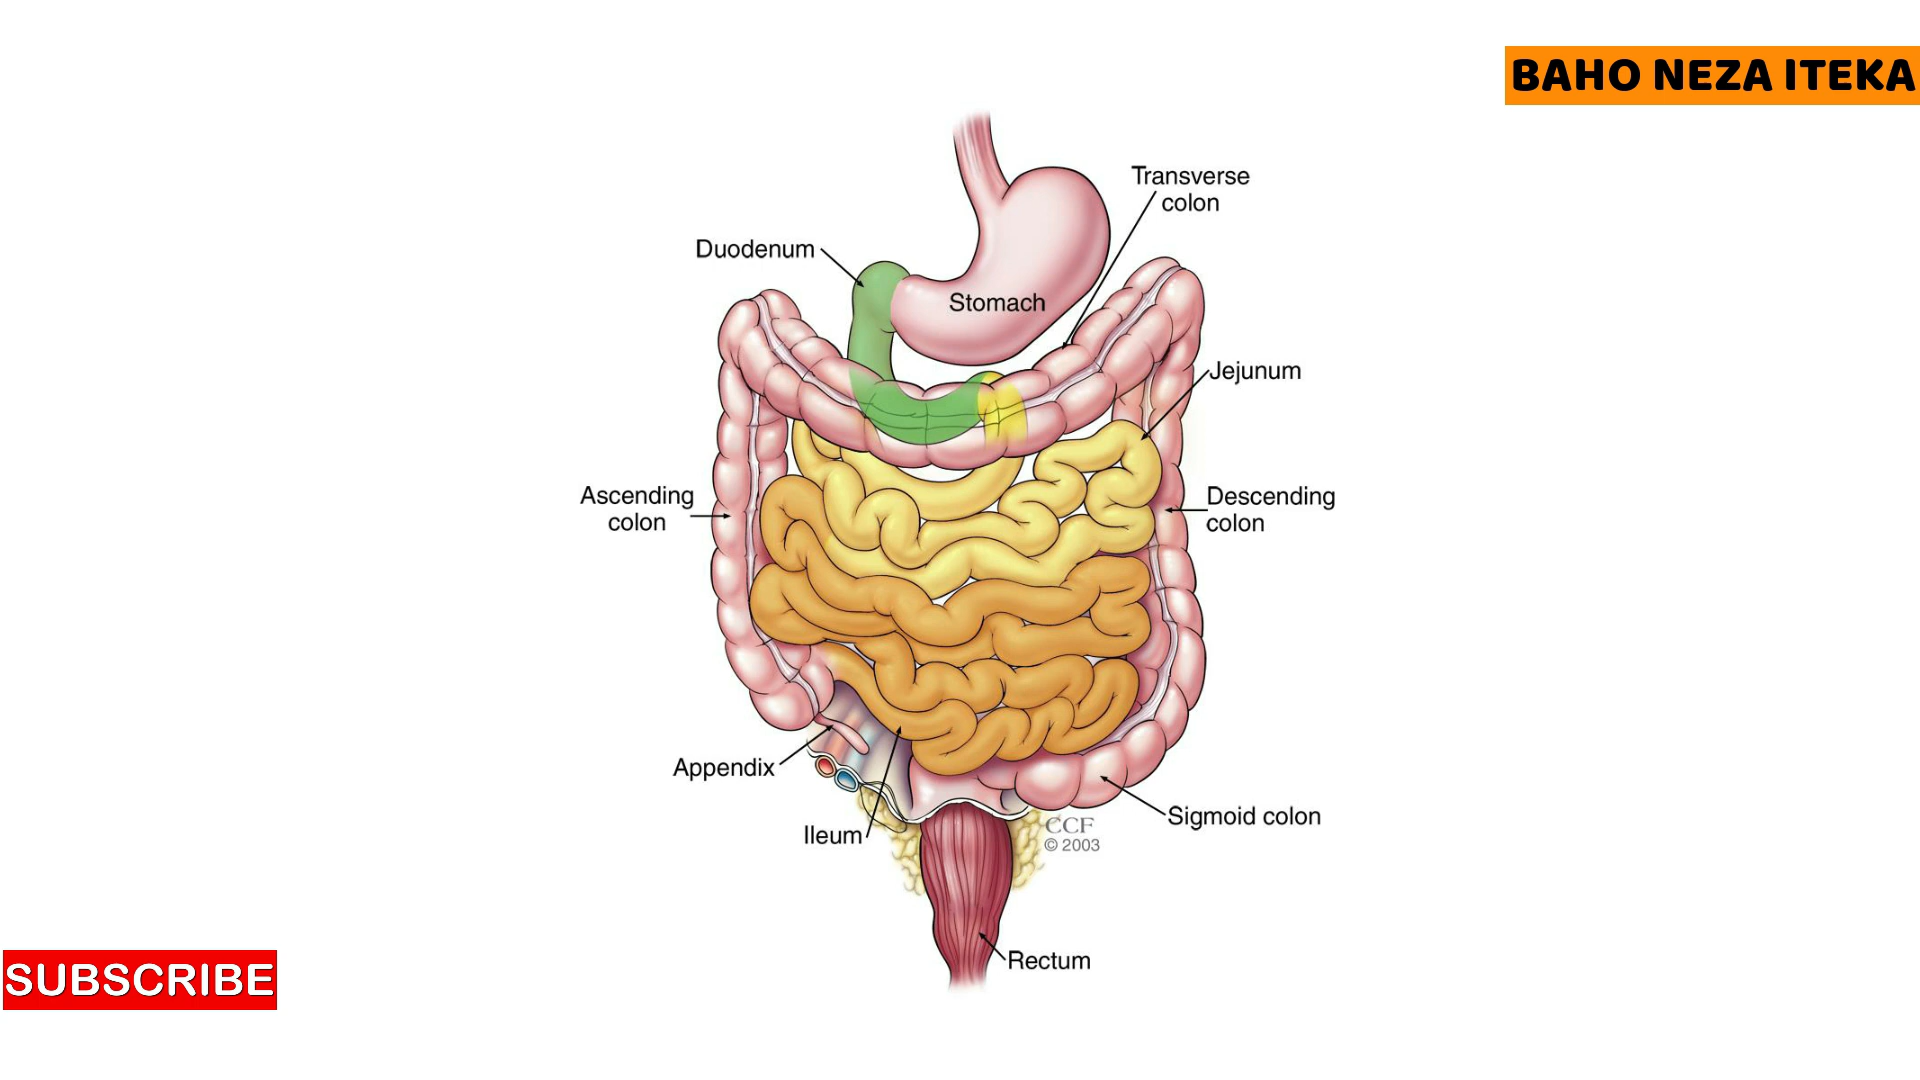 BAHO NEZA ITEKA
Transverse
colon
Duodenum
Stomach
Jejunum
Ascending
colon
Descending
colon
Appendix
Ileum
Sigmoid colon
CCF
© 2003
Rectum
SUBSCRIBE